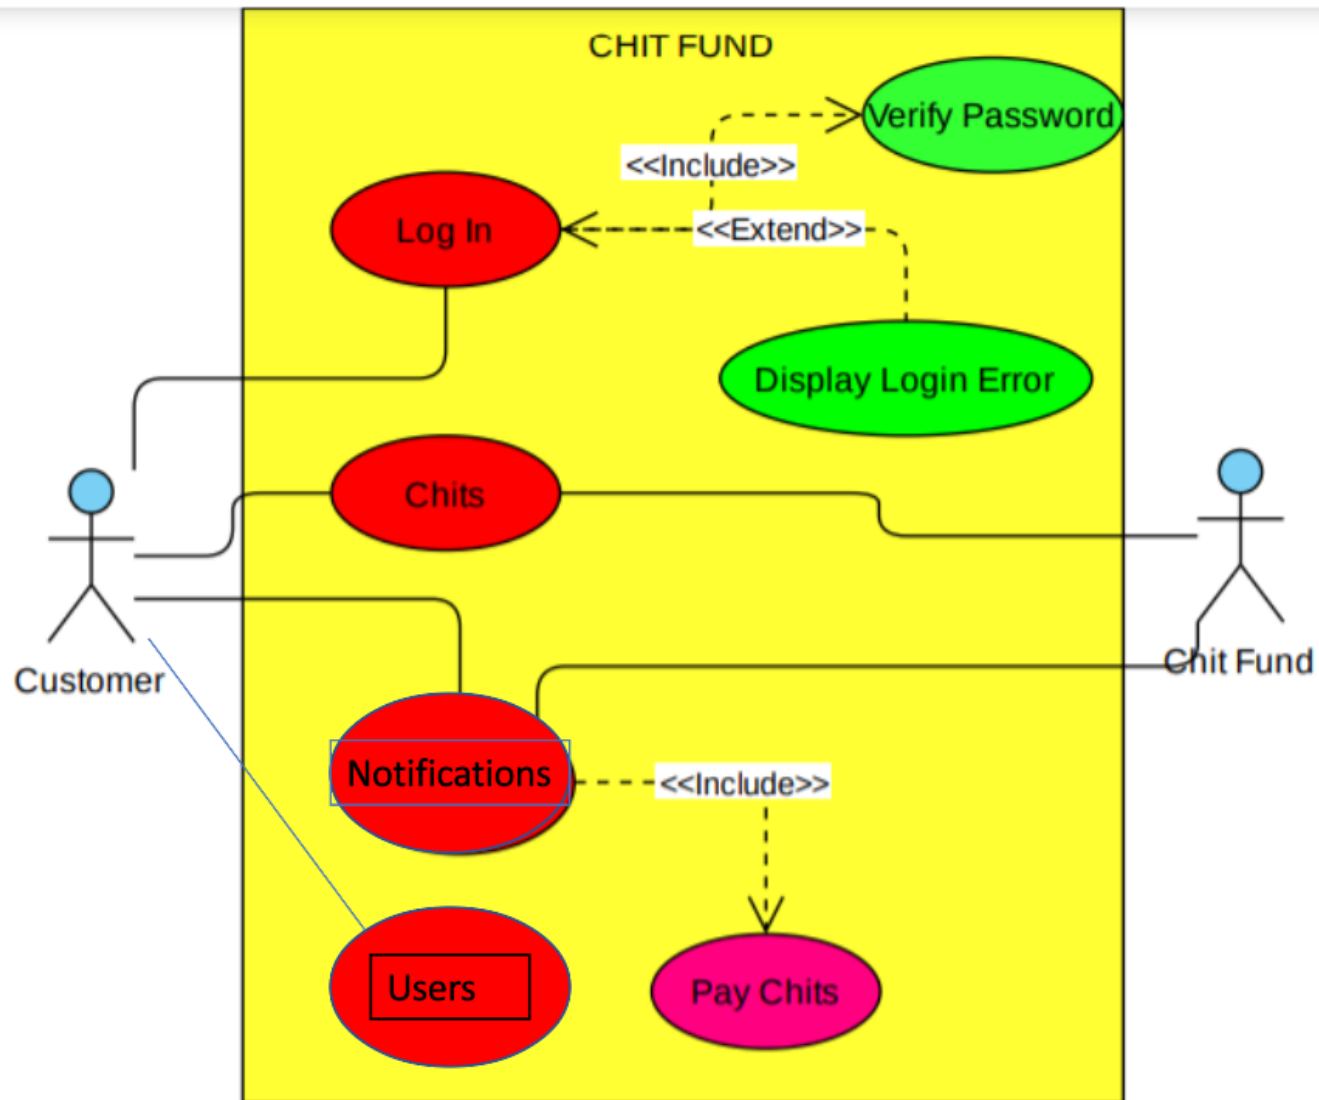 CHIT FUND
Verify Password
<<Include>>
Log In
<<Extend>>
Display Login Error
Chits
Customer
Chit Fund
Notifications
<<Include>>
Users
Pay Chits